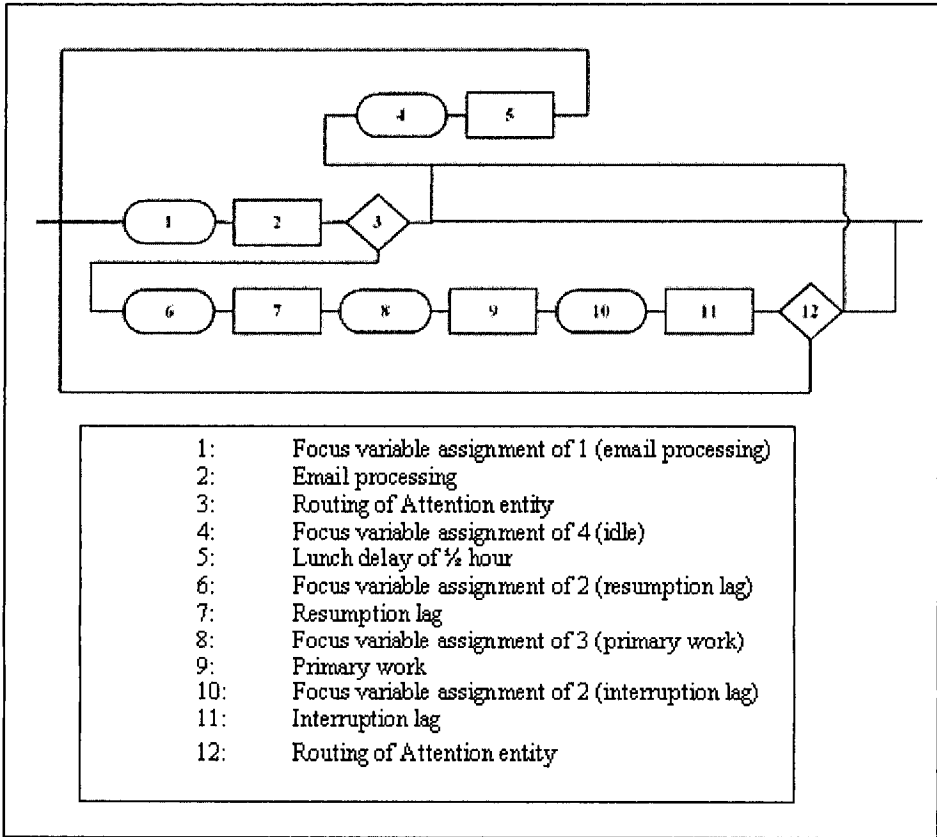 4
5
1
2
3
6
7
8
9
10
11
12
1: Focus variable assignment of 1 (email processing)
2: Email processing
3: Routing of Attention entity
4: Focus variable assignment of 4 (idle)
5: Lunch delay of ½ hour
6: Focus variable assignment of 2 (resumption lag)
7: Resumption lag
8: Focus variable assignment of 3 (primary work)
9: Primary work
10: Focus variable assignment of 2 (interruption lag)
11: Interruption lag
12: Routing of Attention entity